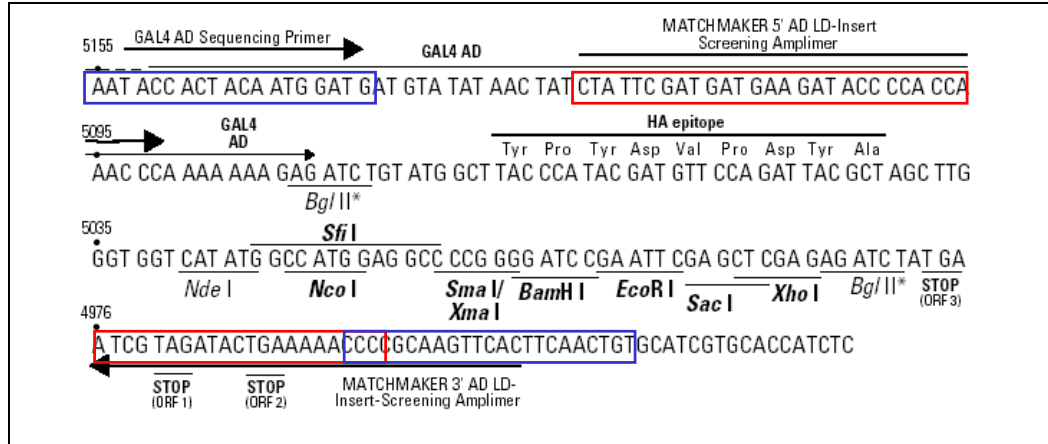 MATCHMAKER 5' AD LD-Insert
Screening Amplimer
5155 GAL4 AD Sequencing Primer GAL4 AD
AAT ACC ACT ACA ATG GAT GAT GTA TAT AAC TAT CTA TTC GAT GAT GAA GAT ACC CCA CCA
5095 GAL4
AD
HA epitope
Tyr Pro Tyr Asp Val Pro Asp Tyr Ala
AAC CCA AAA AAA GAG ATC TGT ATG GCT TAC CCA TAC GAT GTT CCA GAT TAC GCT AGC TTG
Bgl II*
5035 Sfi I
GGT GGT CAT ATG GCC ATG GAG GCC CCG GGG ATC CGA ATT CGA GCT CGA GAG ATC TAT GA
Nde I Nco I Sma I/
Xma I BamH I EcoR I Sac I Xho I Bgl II* STOP
(ORF3)
4976
A TCG TAGATACTGAAAAACCCCGCAAGTTCACTTCAACTGTGCATCGTGCACCATCTC
STOP
(ORF 1)
STOP
(ORF 2)
MATCHMAKER 3' AD LD-
Insert-Screening Amplimer